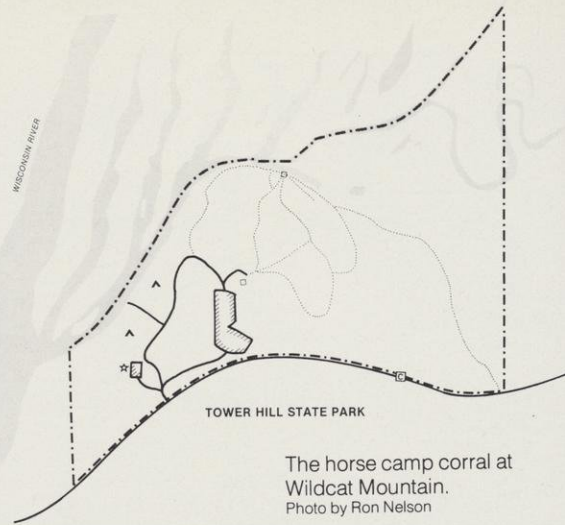 WISCONSIN RIVER
C
TOWER HILL STATE PARK
The horse camp corral at
Wildcat Mountain.
Photo by Ron Nelson